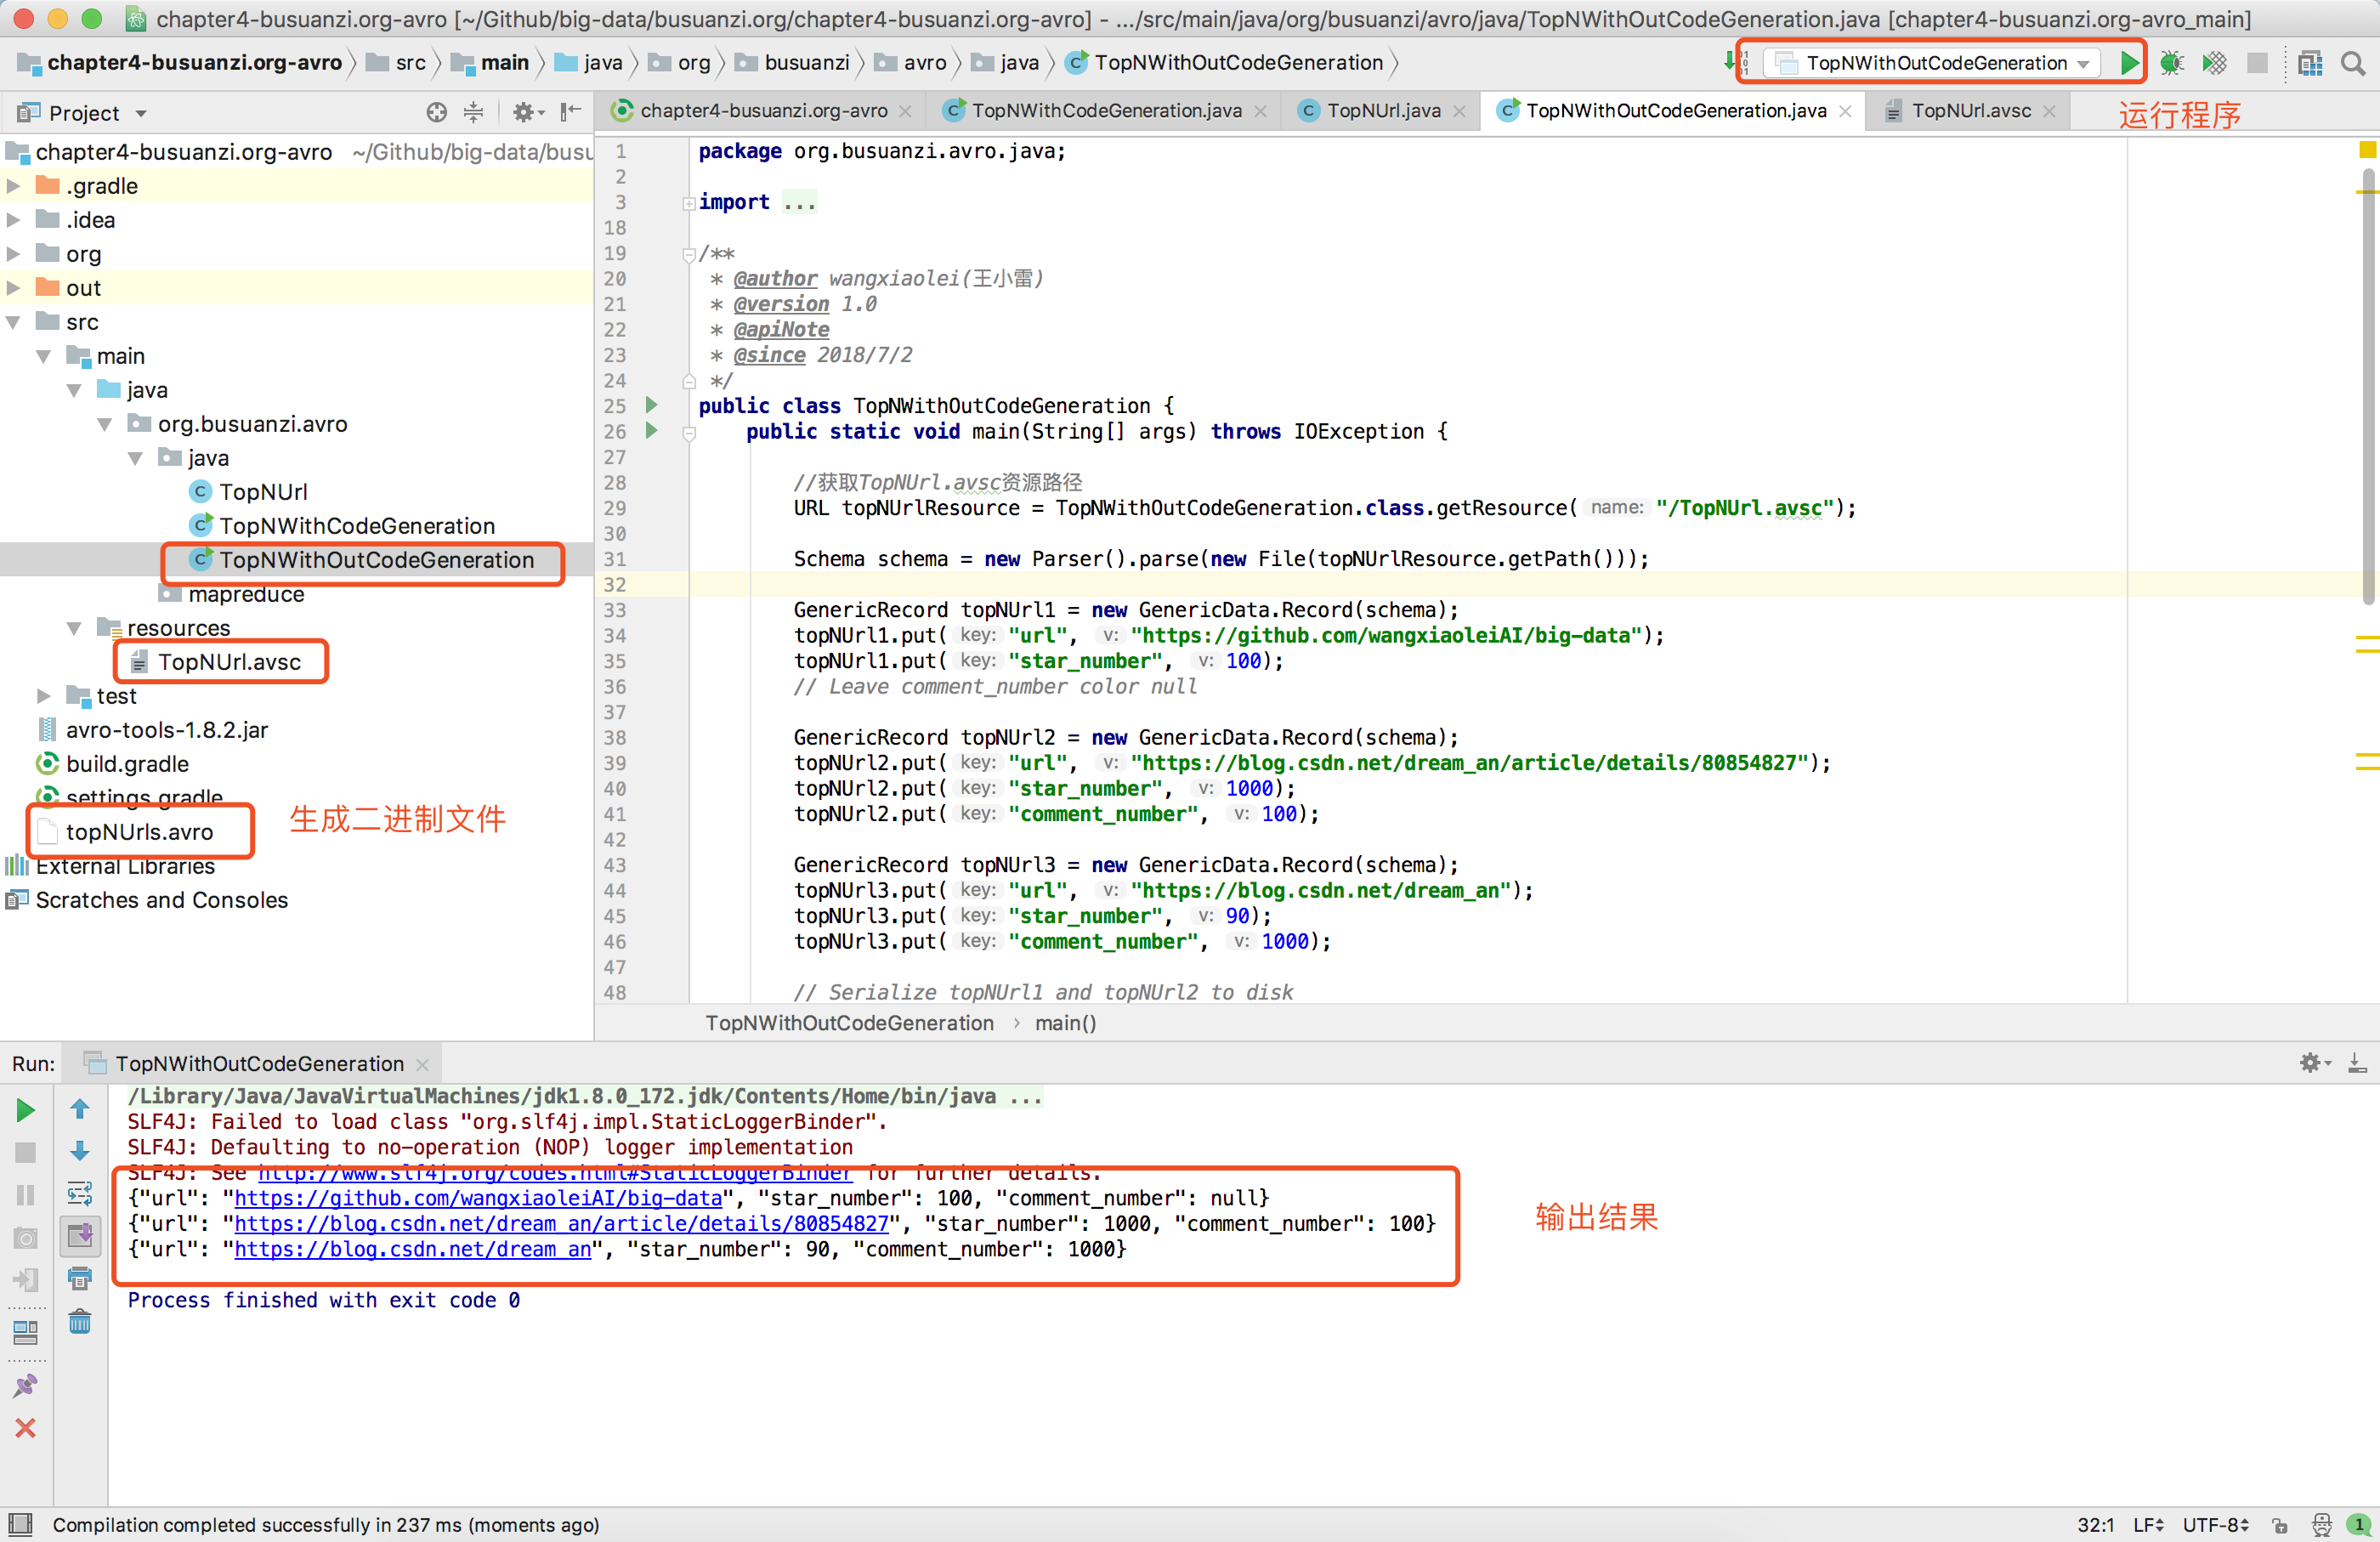 chapter4-busuanzi.org-avro [~/Github/big-data/busuanzi.org/chapter4-busuanzi.org-avro] - .../src/main/java/org/busuanzi/avro/java/TopNWithOutCodeGeneration.java [chapter4-busuanzi.org-avro_main]
chapter4-busuanzi.org-avro src main java org busuanzi avro java TopNWithOutCodeGeneration
TopNWithOutCodeGeneration
运行程序
Project
chapter4-busuanzi.org-avro TopNWithCodeGeneration.java TopNUrl.java TopNWithOutCodeGeneration.java TopNUrl.avsc
chapter4-busuanzi.org-avro ~/Github/big-data/busu
.gradle
.idea
org
out
src
main
java
org.busuanzi.avro
java
TopNUrl
TopNWithCodeGeneration
TopNWithOutCodeGeneration
mapreduce
resources
TopNUrl.avsc
test
avro-tools-1.8.2.jar
build.gradle
settings.gradle
topNUrls.avro
生成二进制文件
External Libraries
Scratches and Consoles
1 package org.busuanzi.avro.java;
2
3 import ...
18
19 /**
20 * @author wangxiaolei(王小雷)
21 * @version 1.0
22 * @apiNote
23 * @since 2018/7/2
24 */
25 public class TopNWithOutCodeGeneration {
26 public static void main(String[] args) throws IOException {
27
28 //获取TopNUrl.avsc资源路径
29 URL topNUrlResource = TopNWithOutCodeGeneration.class.getResource( name: "/TopNUrl.avsc");
30
31 Schema schema = new Parser().parse(new File(topNUrlResource.getPath()));
32
33 GenericRecord topNUrl1 = new GenericData.Record(schema);
34 topNUrl1.put( key: "url", v: "https://github.com/wangxiaoleiAI/big-data");
35 topNUrl1.put( key: "star_number", v: 100);
36 // Leave comment_number color null
37
38 GenericRecord topNUrl2 = new GenericData.Record(schema);
39 topNUrl2.put( key: "url", v: "https://blog.csdn.net/dream_an/article/details/80854827");
40 topNUrl2.put( key: "star_number", v: 1000);
41 topNUrl2.put( key: "comment_number", v: 100);
42
43 GenericRecord topNUrl3 = new GenericData.Record(schema);
44 topNUrl3.put( key: "url", v: "https://blog.csdn.net/dream_an");
45 topNUrl3.put( key: "star_number", v: 90);
46 topNUrl3.put( key: "comment_number", v: 1000);
47
48 // Serialize topNUrl1 and topNUrl2 to disk
TopNWithOutCodeGeneration › main()
Run: TopNWithOutCodeGeneration
/Library/Java/JavaVirtualMachines/jdk1.8.0_172.jdk/Contents/Home/bin/java ...
SLF4J: Failed to load class "org.slf4j.impl.StaticLoggerBinder".
SLF4J: Defaulting to no-operation (NOP) logger implementation
SLF4J: See http://www.slf4j.org/codes.html#StaticLoggerBinder for further details.
{"url": "https://github.com/wangxiaoleiAI/big-data", "star_number": 100, "comment_number": null}
{"url": "https://blog.csdn.net/dream_an/article/details/80854827", "star_number": 1000, "comment_number": 100}
{"url": "https://blog.csdn.net/dream_an", "star_number": 90, "comment_number": 1000}
输出结果
Process finished with exit code 0
Compilation completed successfully in 237 ms (moments ago)
32:1 LF UTF-8 1